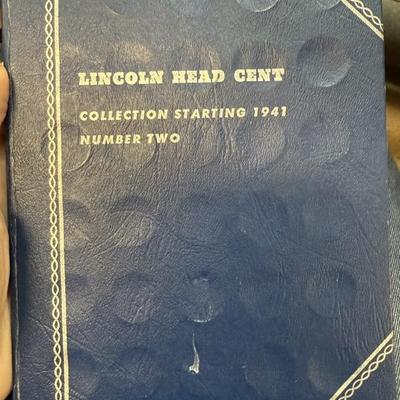 LINCOLN HEAD CENT
COLLECTION STARTING 1941
NUMBER TWO